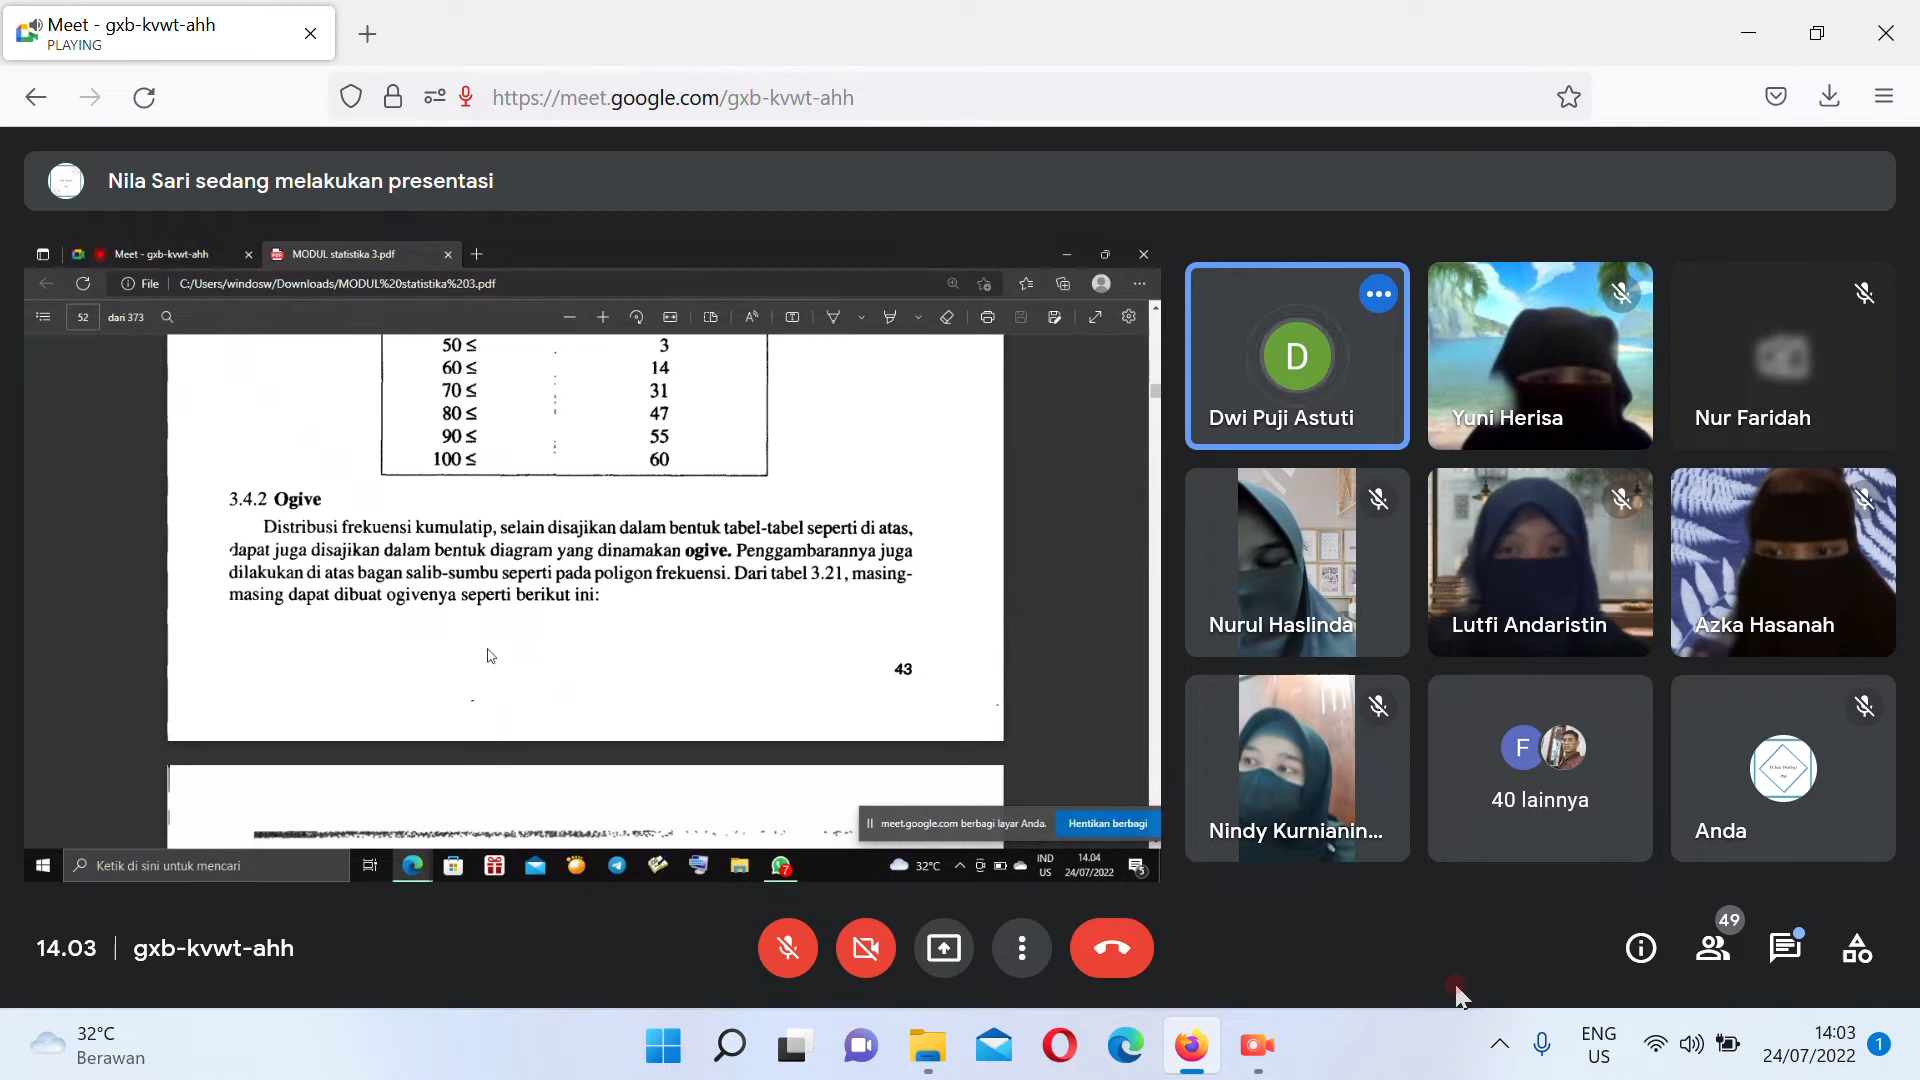 Meet - gxb-kvwt-ahh
PLAYING
https://meet.google.com/gxb-kvwt-ahh
Nila Sari sedang melakukan presentasi
Meet - gxb-kvwt-ahh
MODUL statistika 3.pdf
File
C:/Users/windosw/Downloads/MODUL%20statistika%203.pdf
52
dari 373
50 ≤ 3
60 ≤ 14
70 ≤ 31
80 ≤ 47
90 ≤ 55
100 ≤ 60
3.4.2 Ogive
Distribusi frekuensi kumulatip, selain disajikan dalam bentuk tabel-tabel seperti di atas,
dapat juga disajikan dalam bentuk diagram yang dinamakan ogive. Penggambarannya juga
dilakukan di atas bagan salib-sumbu seperti pada poligon frekuensi. Dari tabel 3.21, masing-
masing dapat dibuat ogivenya seperti berikut ini:
43
meet.google.com berbagi layar Anda.
Hentikan berbagi
Ketik di sini untuk mencari
7
32°C
IND
US
14.04
24/07/2022
5
D
Dwi Puji Astuti
Yuni Herisa
Nur Faridah
Nurul Haslinda
Lutfi Andaristin
Azka Hasanah
Nindy Kurnianin...
F
40 lainnya
Anda
14.03 | gxb-kvwt-ahh
49
32°C
Berawan
ENG
US
14:03
24/07/2022
1